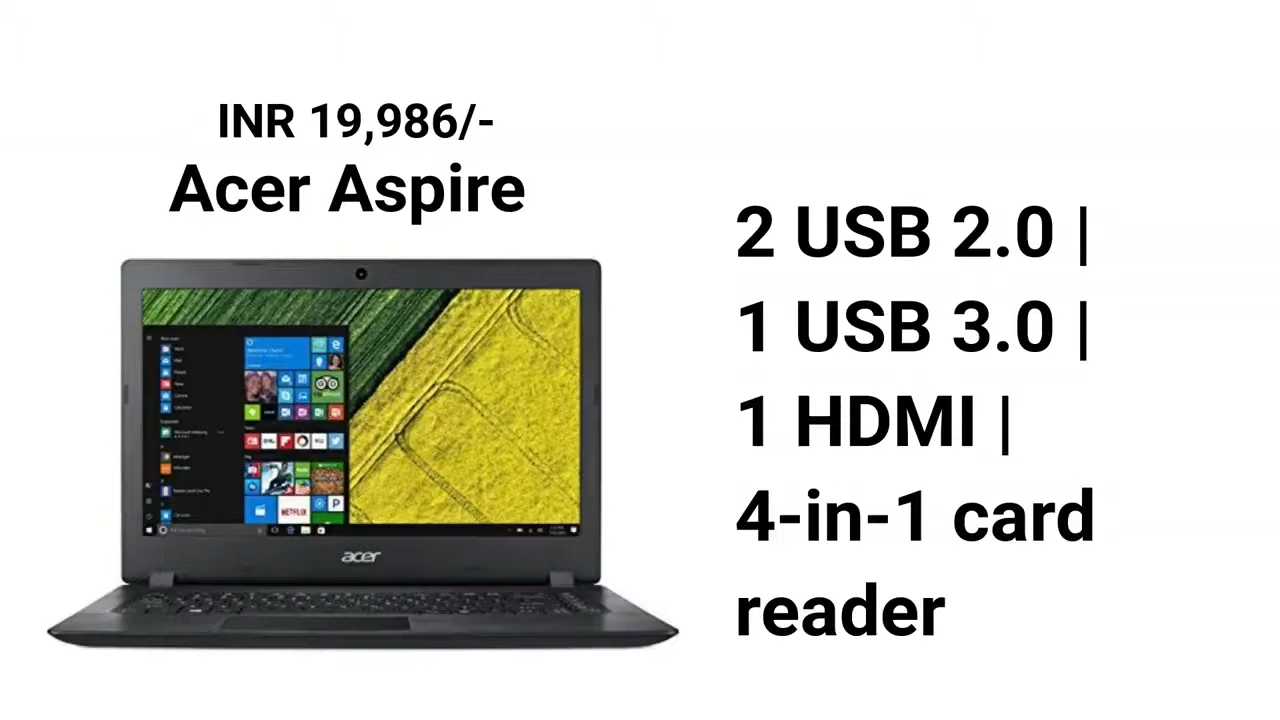 INR 19,986/-
Acer Aspire
2 USB 2.0 |
1 USB 3.0 |
1 HDMI |
4-in-1 card
reader
NETFLIX
acer